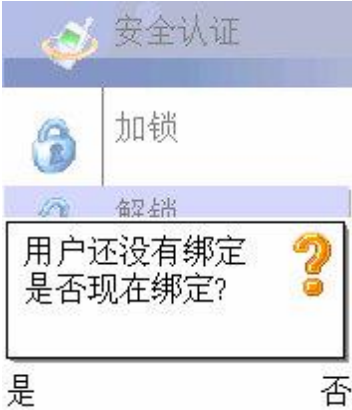 安全认证
加锁
解锁
用户还没有绑定
是否现在绑定?
是 否